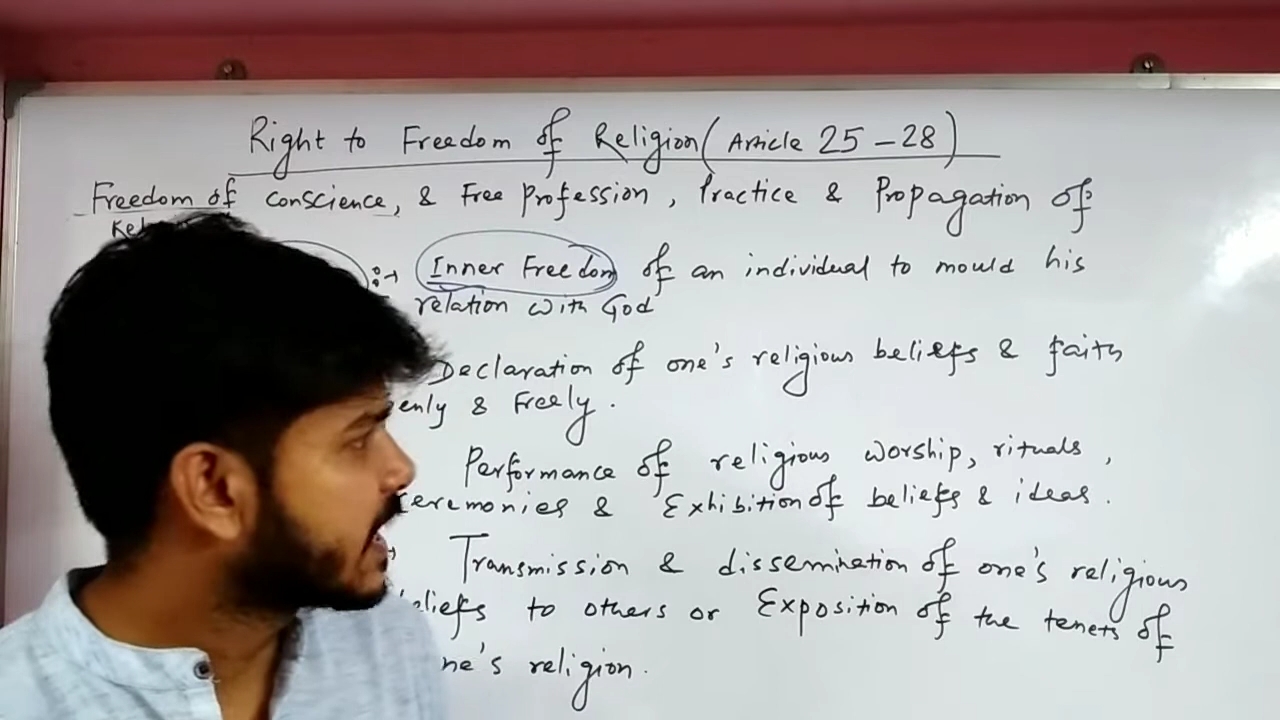 Right to Freedom of Religion (Article 25-28)
Freedom of conscience, & Free Profession, Practice & Propagation of
:→ Inner Freedom of an individual to mould his
relation with God
Declaration of one's religious beliefs & faith
enly & Freely.
Performance of religious worship, rituals,
Ceremonies & Exhibition of beliefs & ideas.
Transmission & dissemination of one's religious
beliefs to others or Exposition of the tenets of
ne's religion.